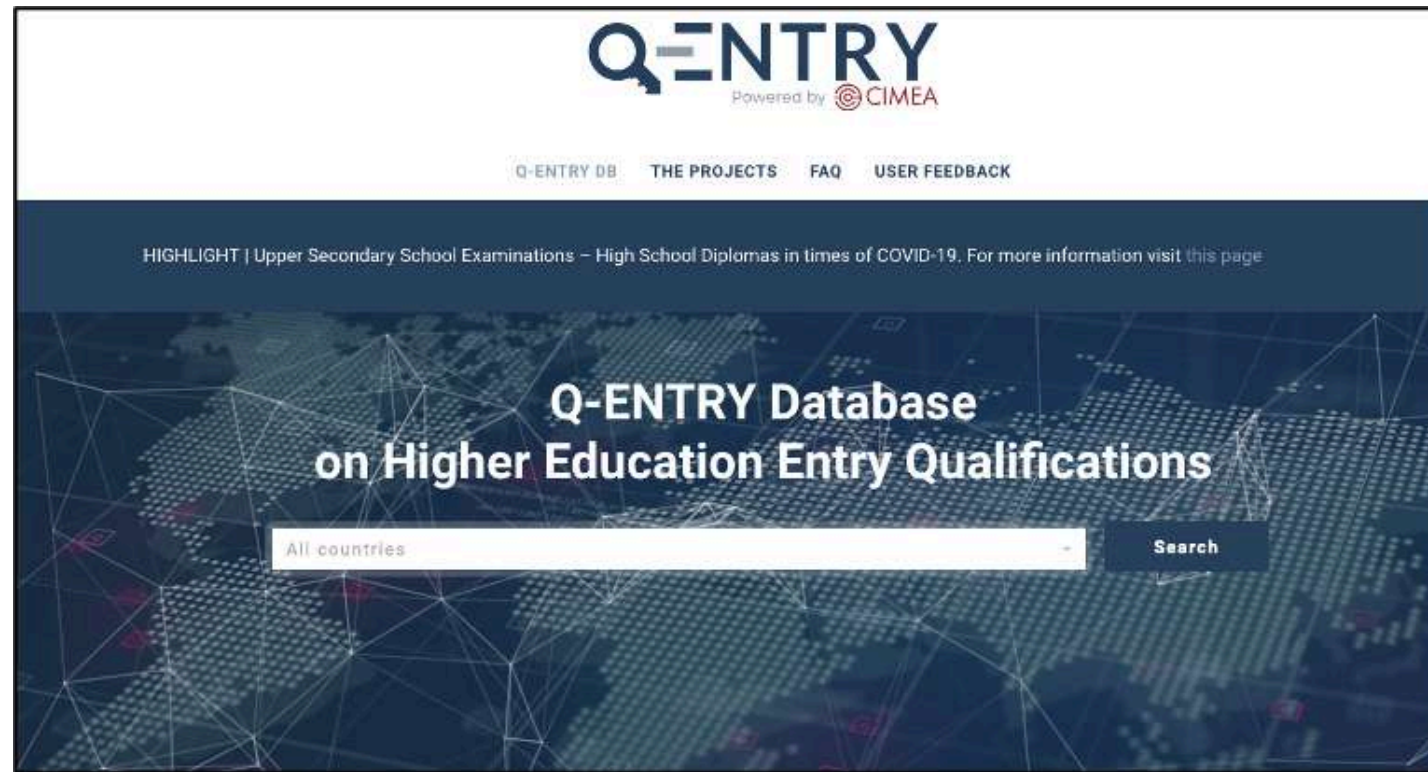 Q-ENTRY
Powered by CIMEA
Q-ENTRY DB THE PROJECTS FAQ USER FEEDBACK
HIGHLIGHT | Upper Secondary School Examinations – High School Diplomas in times of COVID-19. For more information visit this page
Q-ENTRY Database
on Higher Education Entry Qualifications
All countries
Search